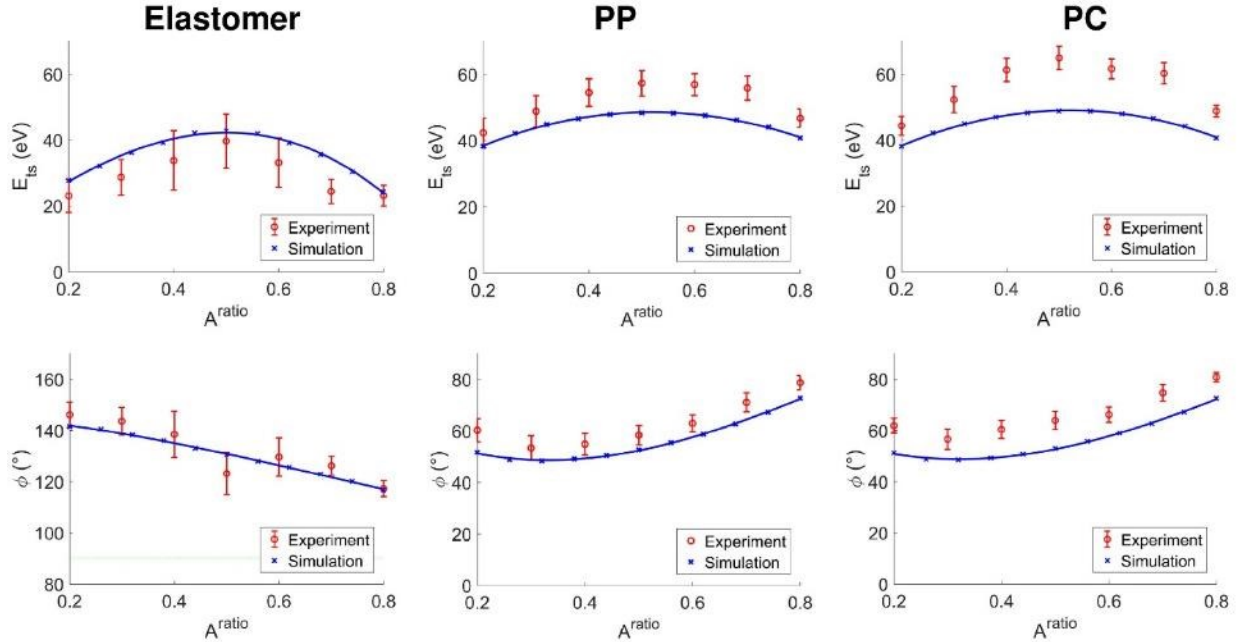 Elastomer
PP
PC
E_ts (eV)
60
40
20
0
Experiment
Simulation
0.2 0.4 0.6 0.8
A^ratio
E_ts (eV)
60
40
20
0
Experiment
Simulation
0.2 0.4 0.6 0.8
A^ratio
E_ts (eV)
60
40
20
0
Experiment
Simulation
0.2 0.4 0.6 0.8
A^ratio
ϕ (°)
160
140
120
100
80
Experiment
Simulation
0.2 0.4 0.6 0.8
A^ratio
ϕ (°)
80
60
40
20
0
Experiment
Simulation
0.2 0.4 0.6 0.8
A^ratio
ϕ (°)
80
60
40
20
0
Experiment
Simulation
0.2 0.4 0.6 0.8
A^ratio